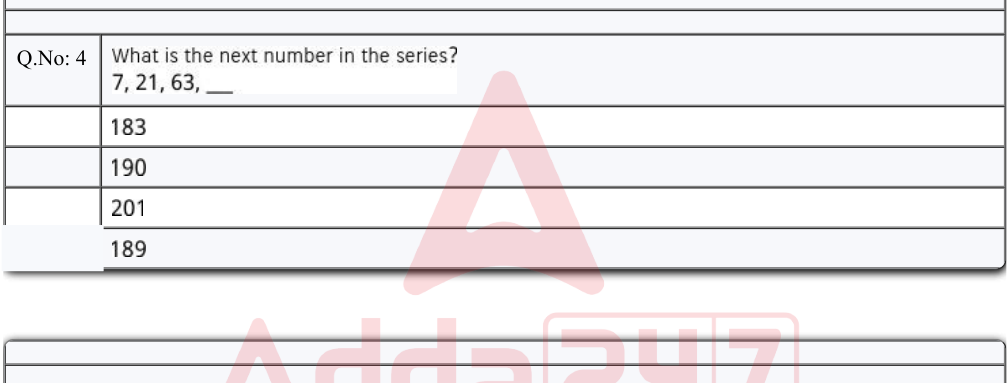 Q.No: 4
What is the next number in the series?
7, 21, 63, __
183
190
201
189
Adda247